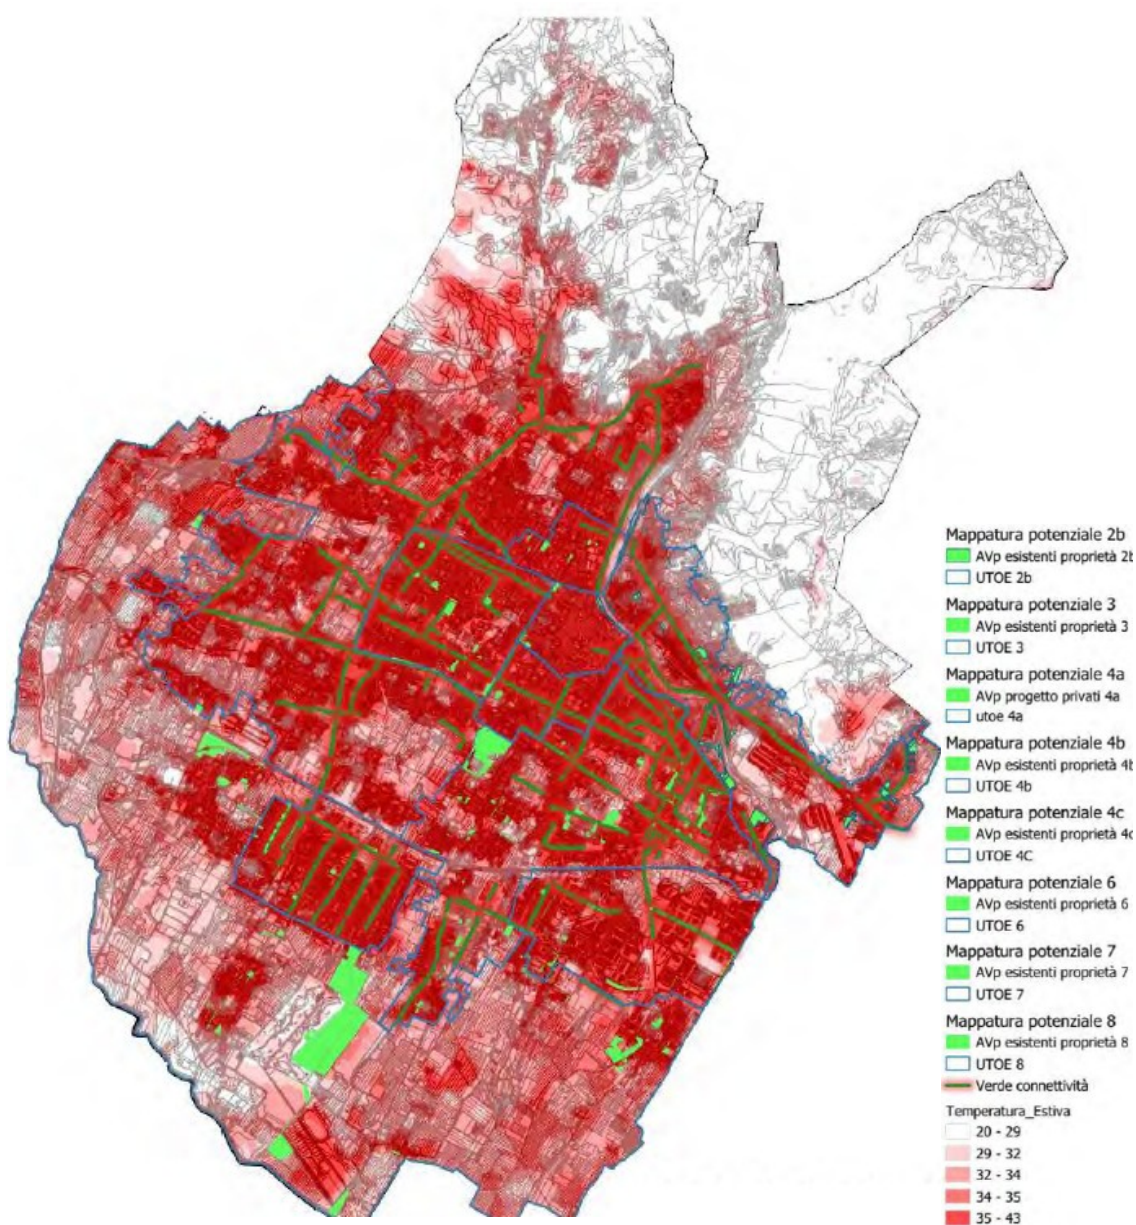 Mappatura potenziale 2b
AVp esistenti proprietà 2b
UTOE 2b
Mappatura potenziale 3
AVp esistenti proprietà 3
UTOE 3
Mappatura potenziale 4a
AVp progetto privati 4a
utoe 4a
Mappatura potenziale 4b
AVp esistenti proprietà 4b
UTOE 4b
Mappatura potenziale 4c
AVp esistenti proprietà 4c
UTOE 4C
Mappatura potenziale 6
AVp esistenti proprietà 6
UTOE 6
Mappatura potenziale 7
AVp esistenti proprietà 7
UTOE 7
Mappatura potenziale 8
AVp esistenti proprietà 8
UTOE 8
Verde connettività
Temperatura_Estiva
20 - 29
29 - 32
32 - 34
34 - 35
35 - 43